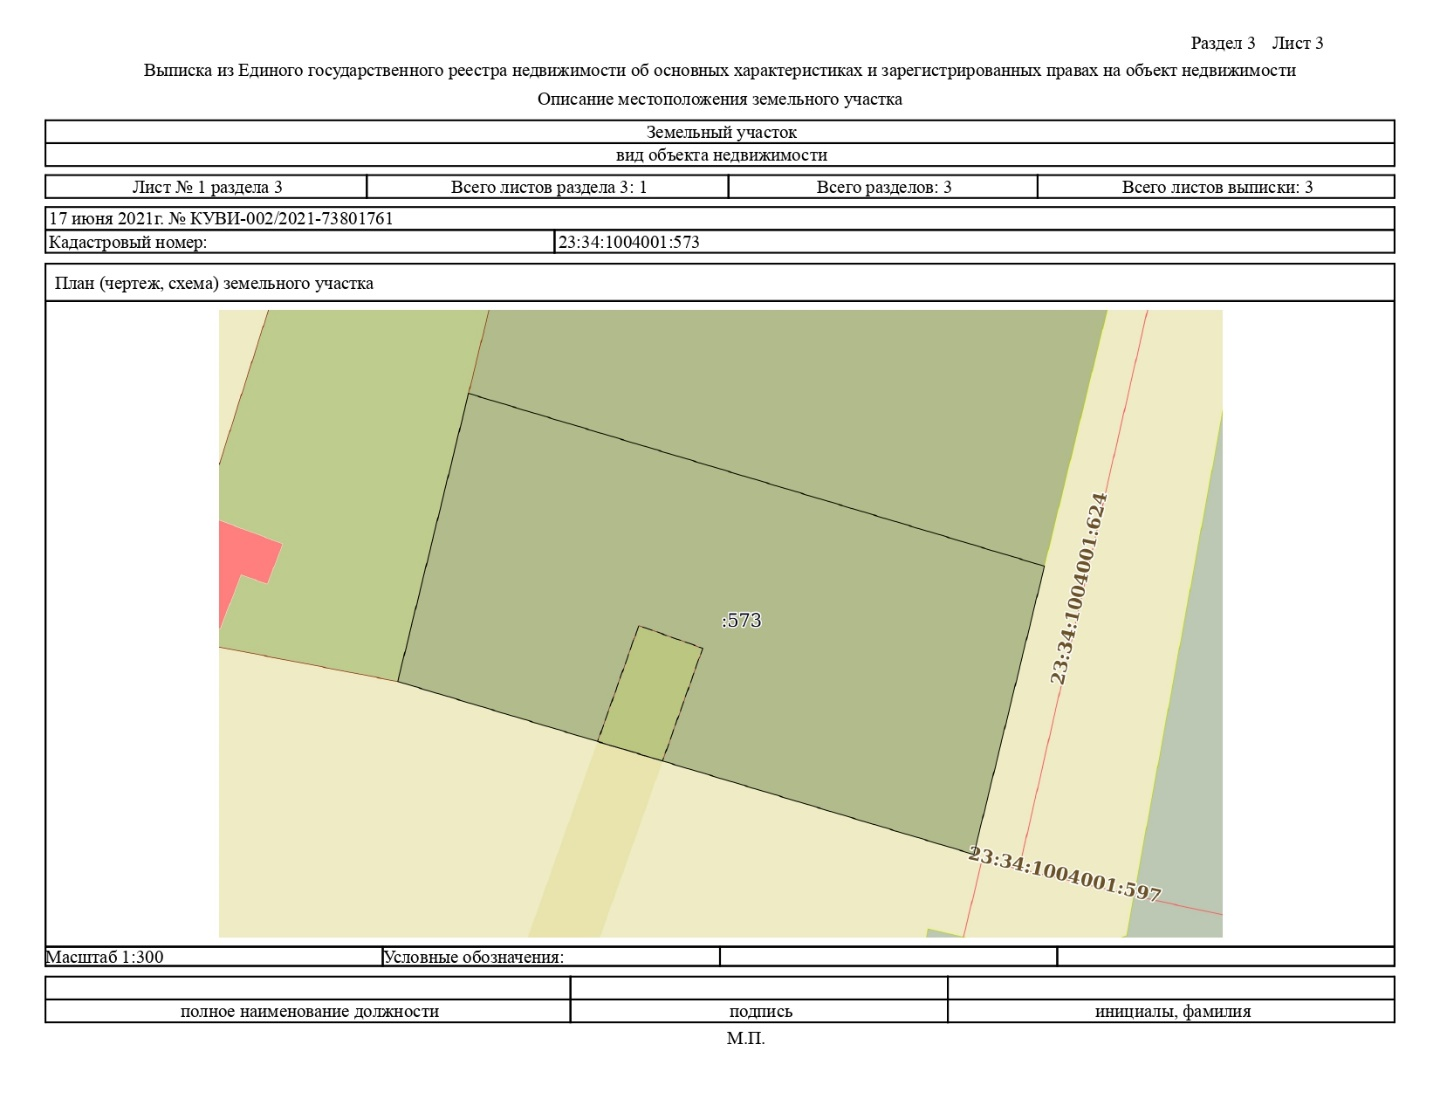 Раздел 3 Лист 3
Выписка из Единого государственного реестра недвижимости об основных характеристиках и зарегистрированных правах на объект недвижимости
Описание местоположения земельного участка
Земельный участок
вид объекта недвижимости
Лист № 1 раздела 3 Всего листов раздела 3: 1 Всего разделов: 3 Всего листов выписки: 3
17 июня 2021г. № КУВИ-002/2021-73801761
Кадастровый номер: 23:34:1004001:573
План (чертеж, схема) земельного участка
23:34:1004001:624
:573
23:34:1004001:597
Масштаб 1:300 Условные обозначения:
полное наименование должности подпись инициалы, фамилия
М.П.